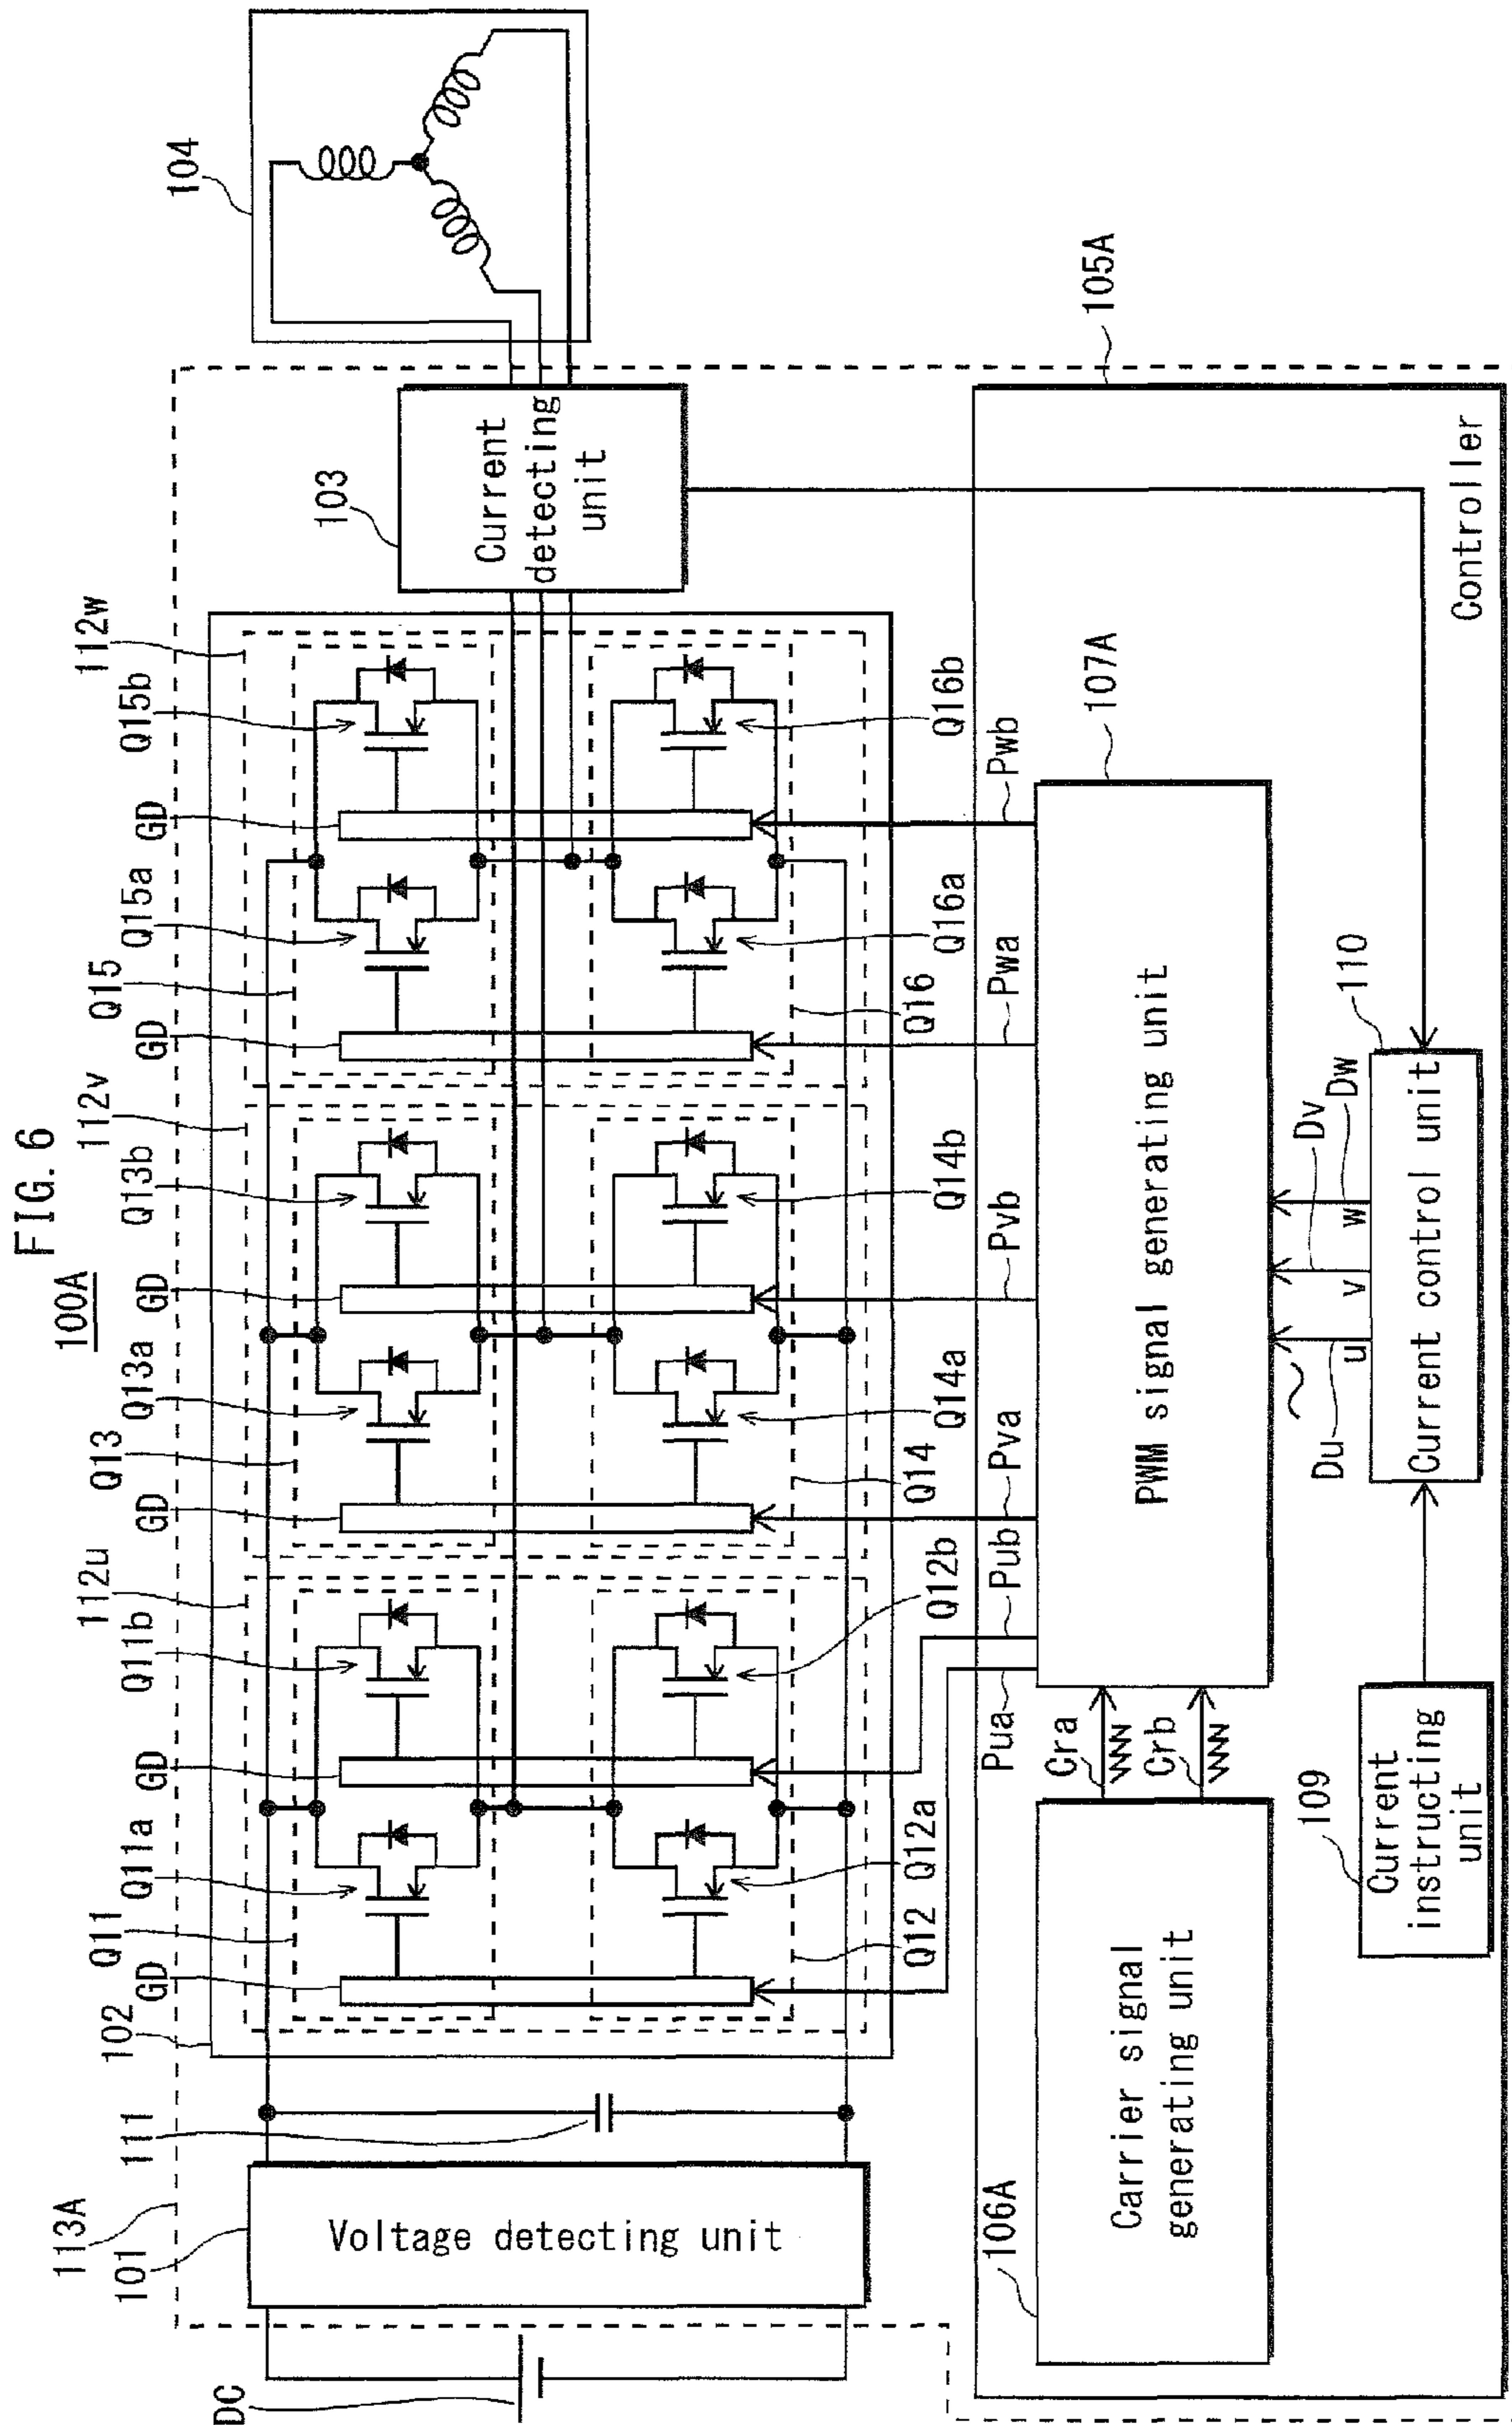 FIG. 6
100A
113A
101
111
102
GD
Q11
Q11a
GD
Q11b
112u
GD
Q13
Q13a
GD
Q13b
112v
GD
Q15
Q15a
GD
Q15b
112w
103
104
DC
Voltage detecting unit
Current
detecting
unit
Q12
Q12a
Q12b
Q14
Q14a
Q14b
Q16
Q16a
Q16b
Pua
Pub
Pva
Pvb
Pwa
Pwb
106A
Carrier signal
generating unit
Cra
Crb
PWM signal generating unit
107A
105A
Du
u
Dv
v
Dw
w
110
109
Current
instructing
unit
Current control unit
Controller